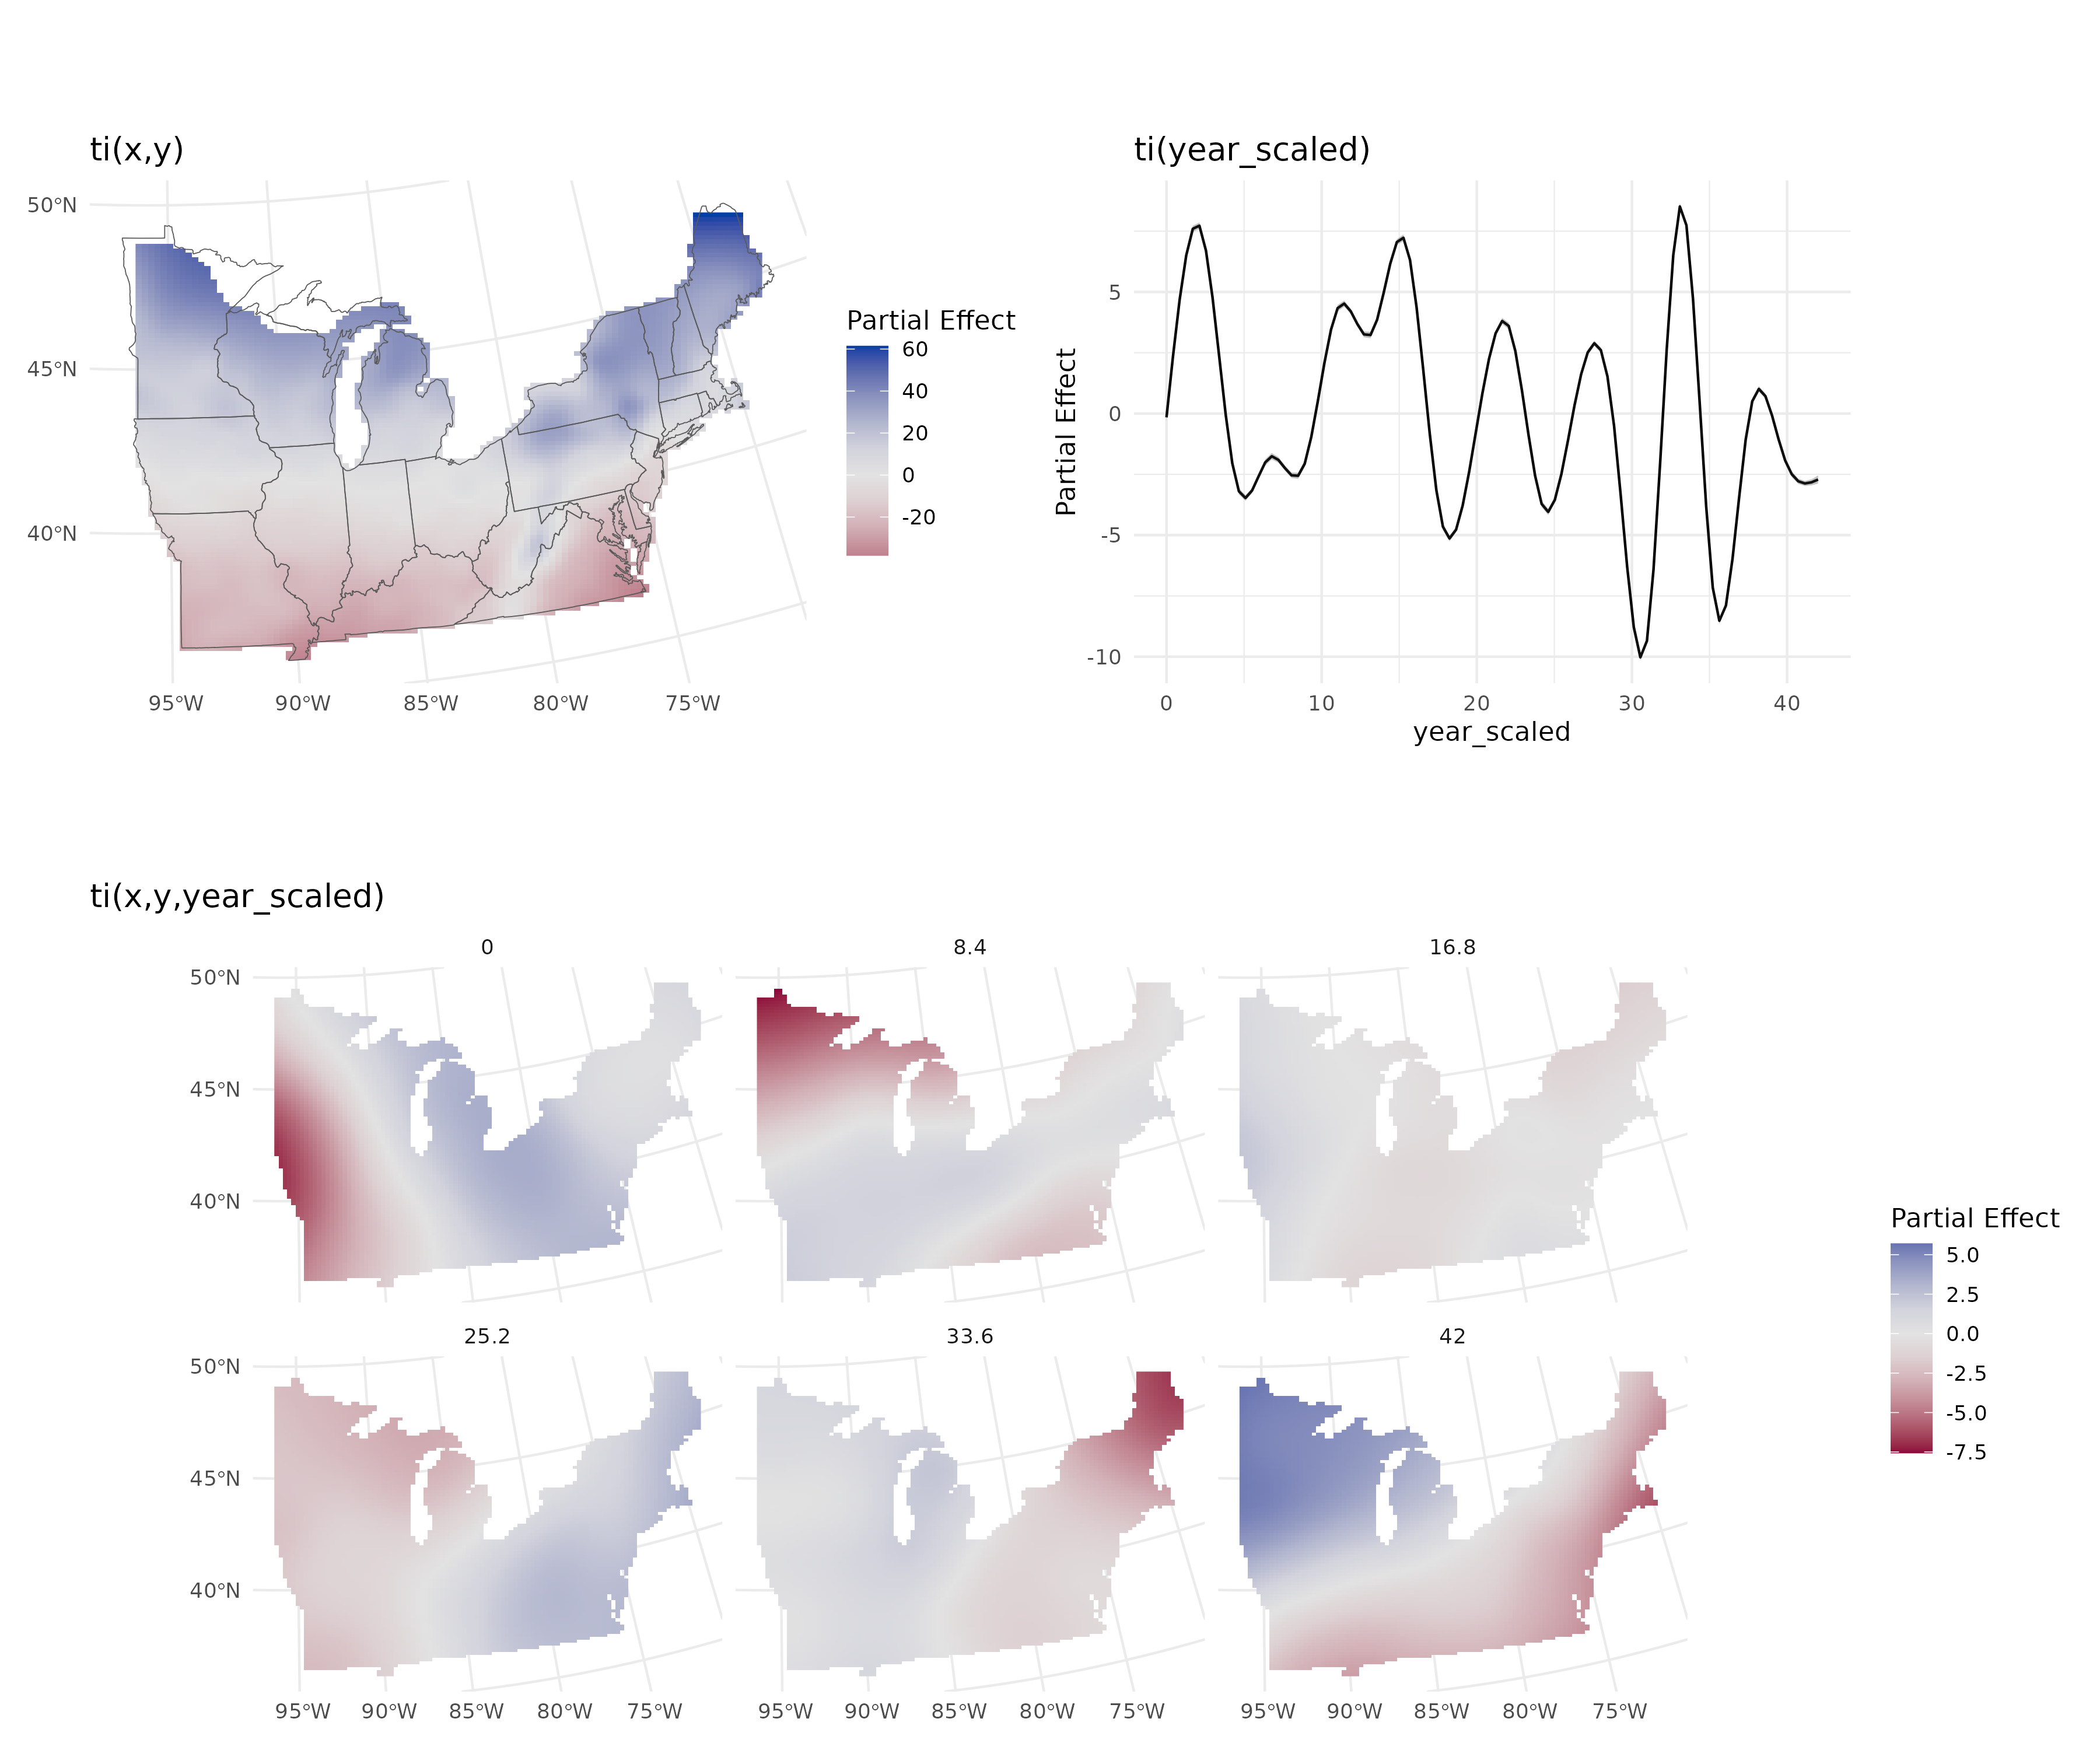 ti(x,y)
50°N
45°N
40°N
95°W 90°W 85°W 80°W 75°W
Partial Effect
60
40
20
0
-20
ti(year_scaled)
Partial Effect
5
0
-5
-10
0 10 20 30 40
year_scaled
ti(x,y,year_scaled)
0 8.4 16.8
50°N
45°N
40°N
25.2 33.6 42
50°N
45°N
40°N
95°W 90°W 85°W 80°W 75°W 95°W 90°W 85°W 80°W 75°W 95°W 90°W 85°W 80°W 75°W
Partial Effect
5.0
2.5
0.0
-2.5
-5.0
-7.5